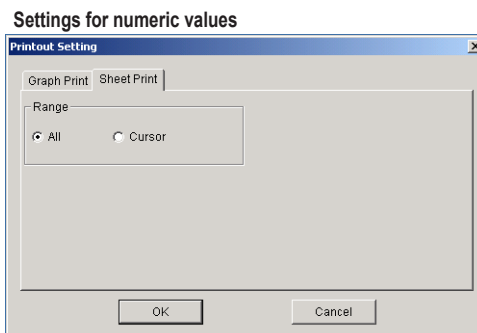 Settings for numeric values
Printout Setting
Graph Print Sheet Print
Range
All Cursor
OK Cancel